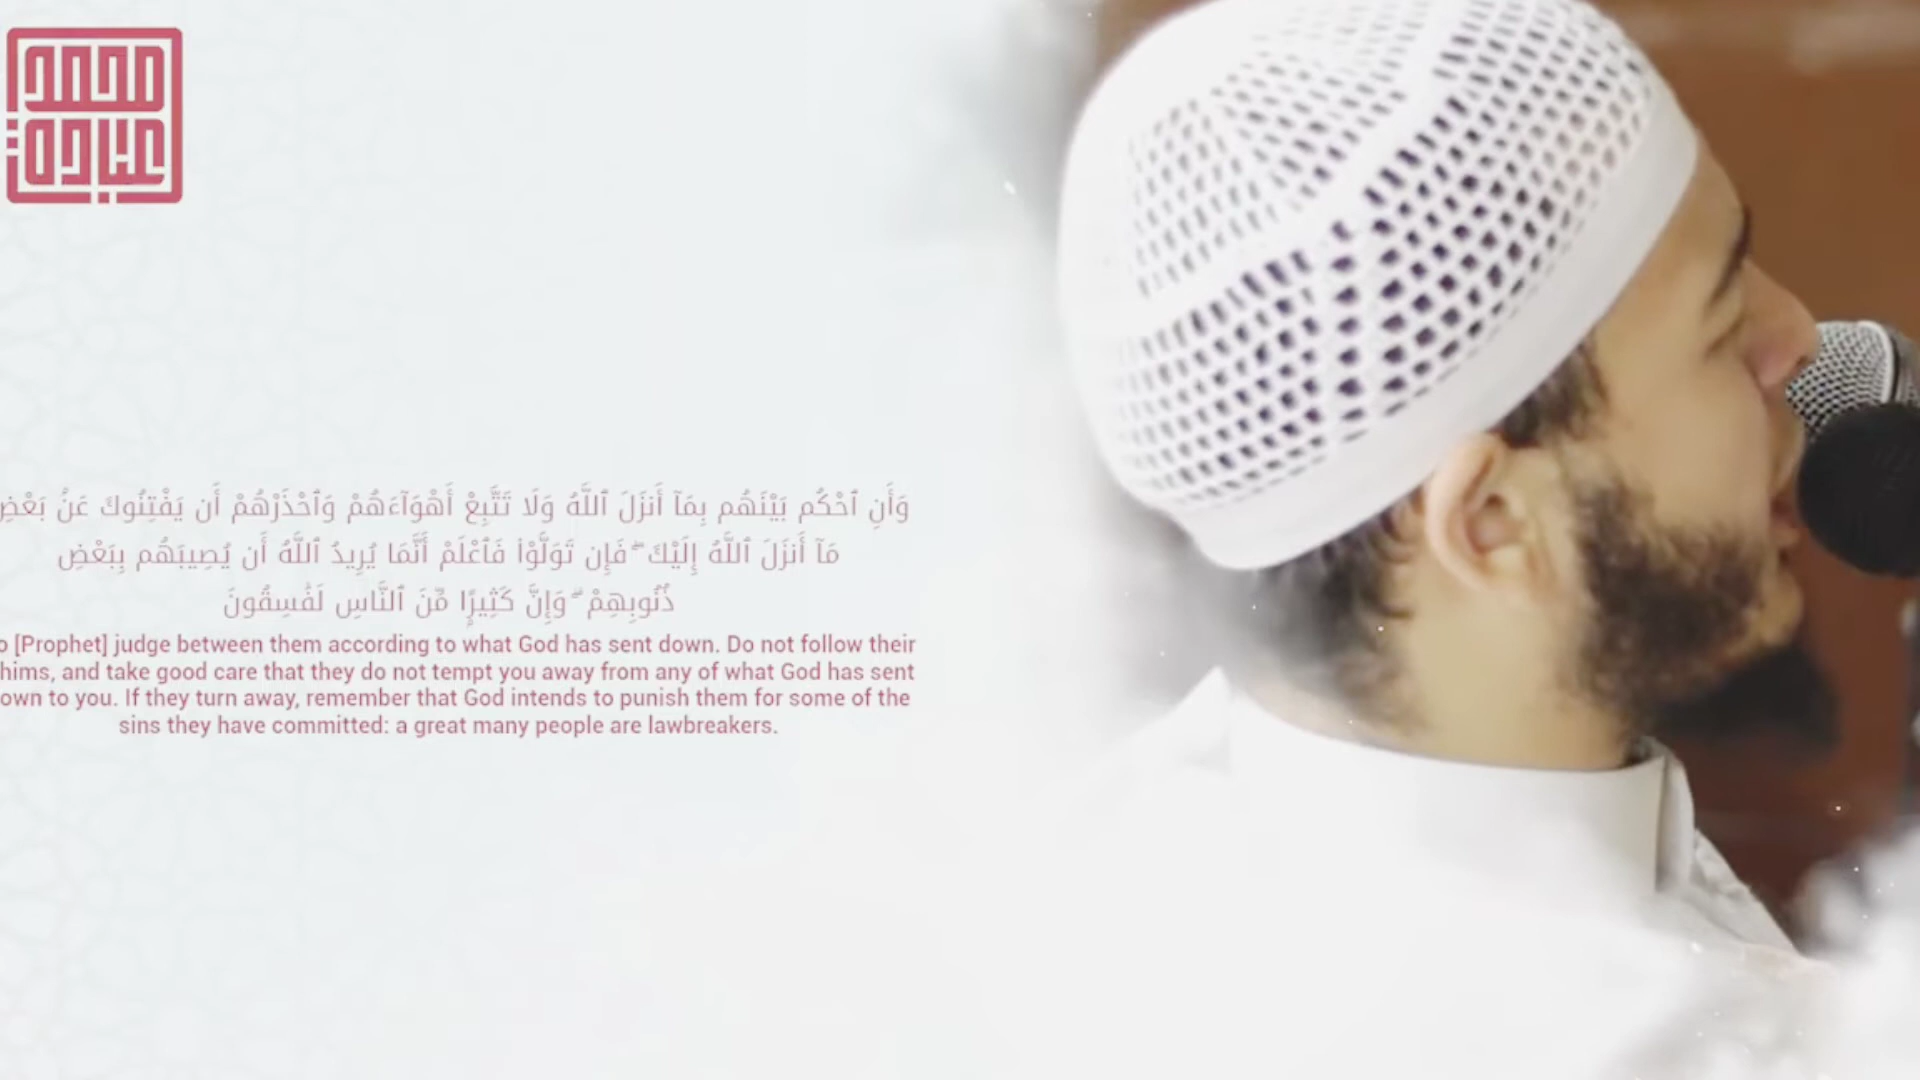 محمد
عبادة
وَأَنِ ٱحْكُم بَيْنَهُم بِمَآ أَنزَلَ ٱللَّهُ وَلَا تَتَّبِعْ أَهْوَآءَهُمْ وَٱحْذَرْهُمْ أَن يَفْتِنُوكَ عَنۢ بَعْضِ
مَآ أَنزَلَ ٱللَّهُ إِلَيْكَ ۖ فَإِن تَوَلَّوْا۟ فَٱعْلَمْ أَنَّمَا يُرِيدُ ٱللَّهُ أَن يُصِيبَهُم بِبَعْضِ
ذُنُوبِهِمْ ۗ وَإِنَّ كَثِيرًۭا مِّنَ ٱلنَّاسِ لَفَٰسِقُونَ
o [Prophet] judge between them according to what God has sent down. Do not follow their
hims, and take good care that they do not tempt you away from any of what God has sent
own to you. If they turn away, remember that God intends to punish them for some of the
sins they have committed: a great many people are lawbreakers.